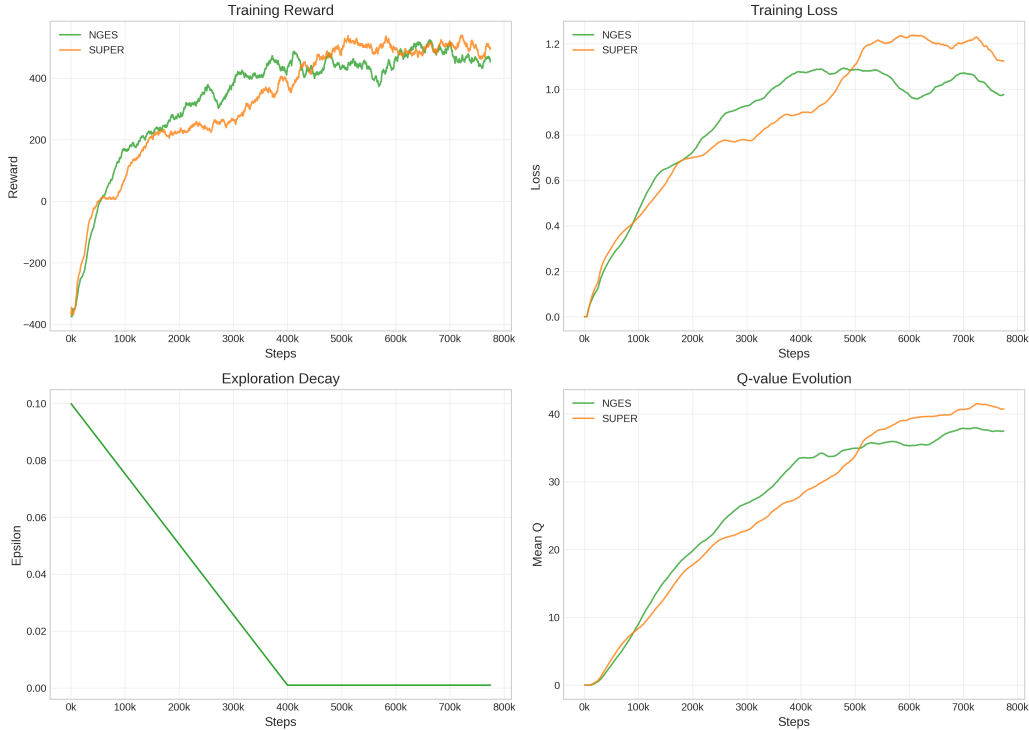 Training Reward
NGES
SUPER
400
200
0
−200
−400
Reward
0k 100k 200k 300k 400k 500k 600k 700k 800k
Steps
Training Loss
NGES
SUPER
1.2
1.0
0.8
0.6
0.4
0.2
0.0
Loss
0k 100k 200k 300k 400k 500k 600k 700k 800k
Steps
Exploration Decay
0.10
0.08
0.06
0.04
0.02
0.00
Epsilon
0k 100k 200k 300k 400k 500k 600k 700k 800k
Steps
Q-value Evolution
NGES
SUPER
40
30
20
10
0
Mean Q
0k 100k 200k 300k 400k 500k 600k 700k 800k
Steps